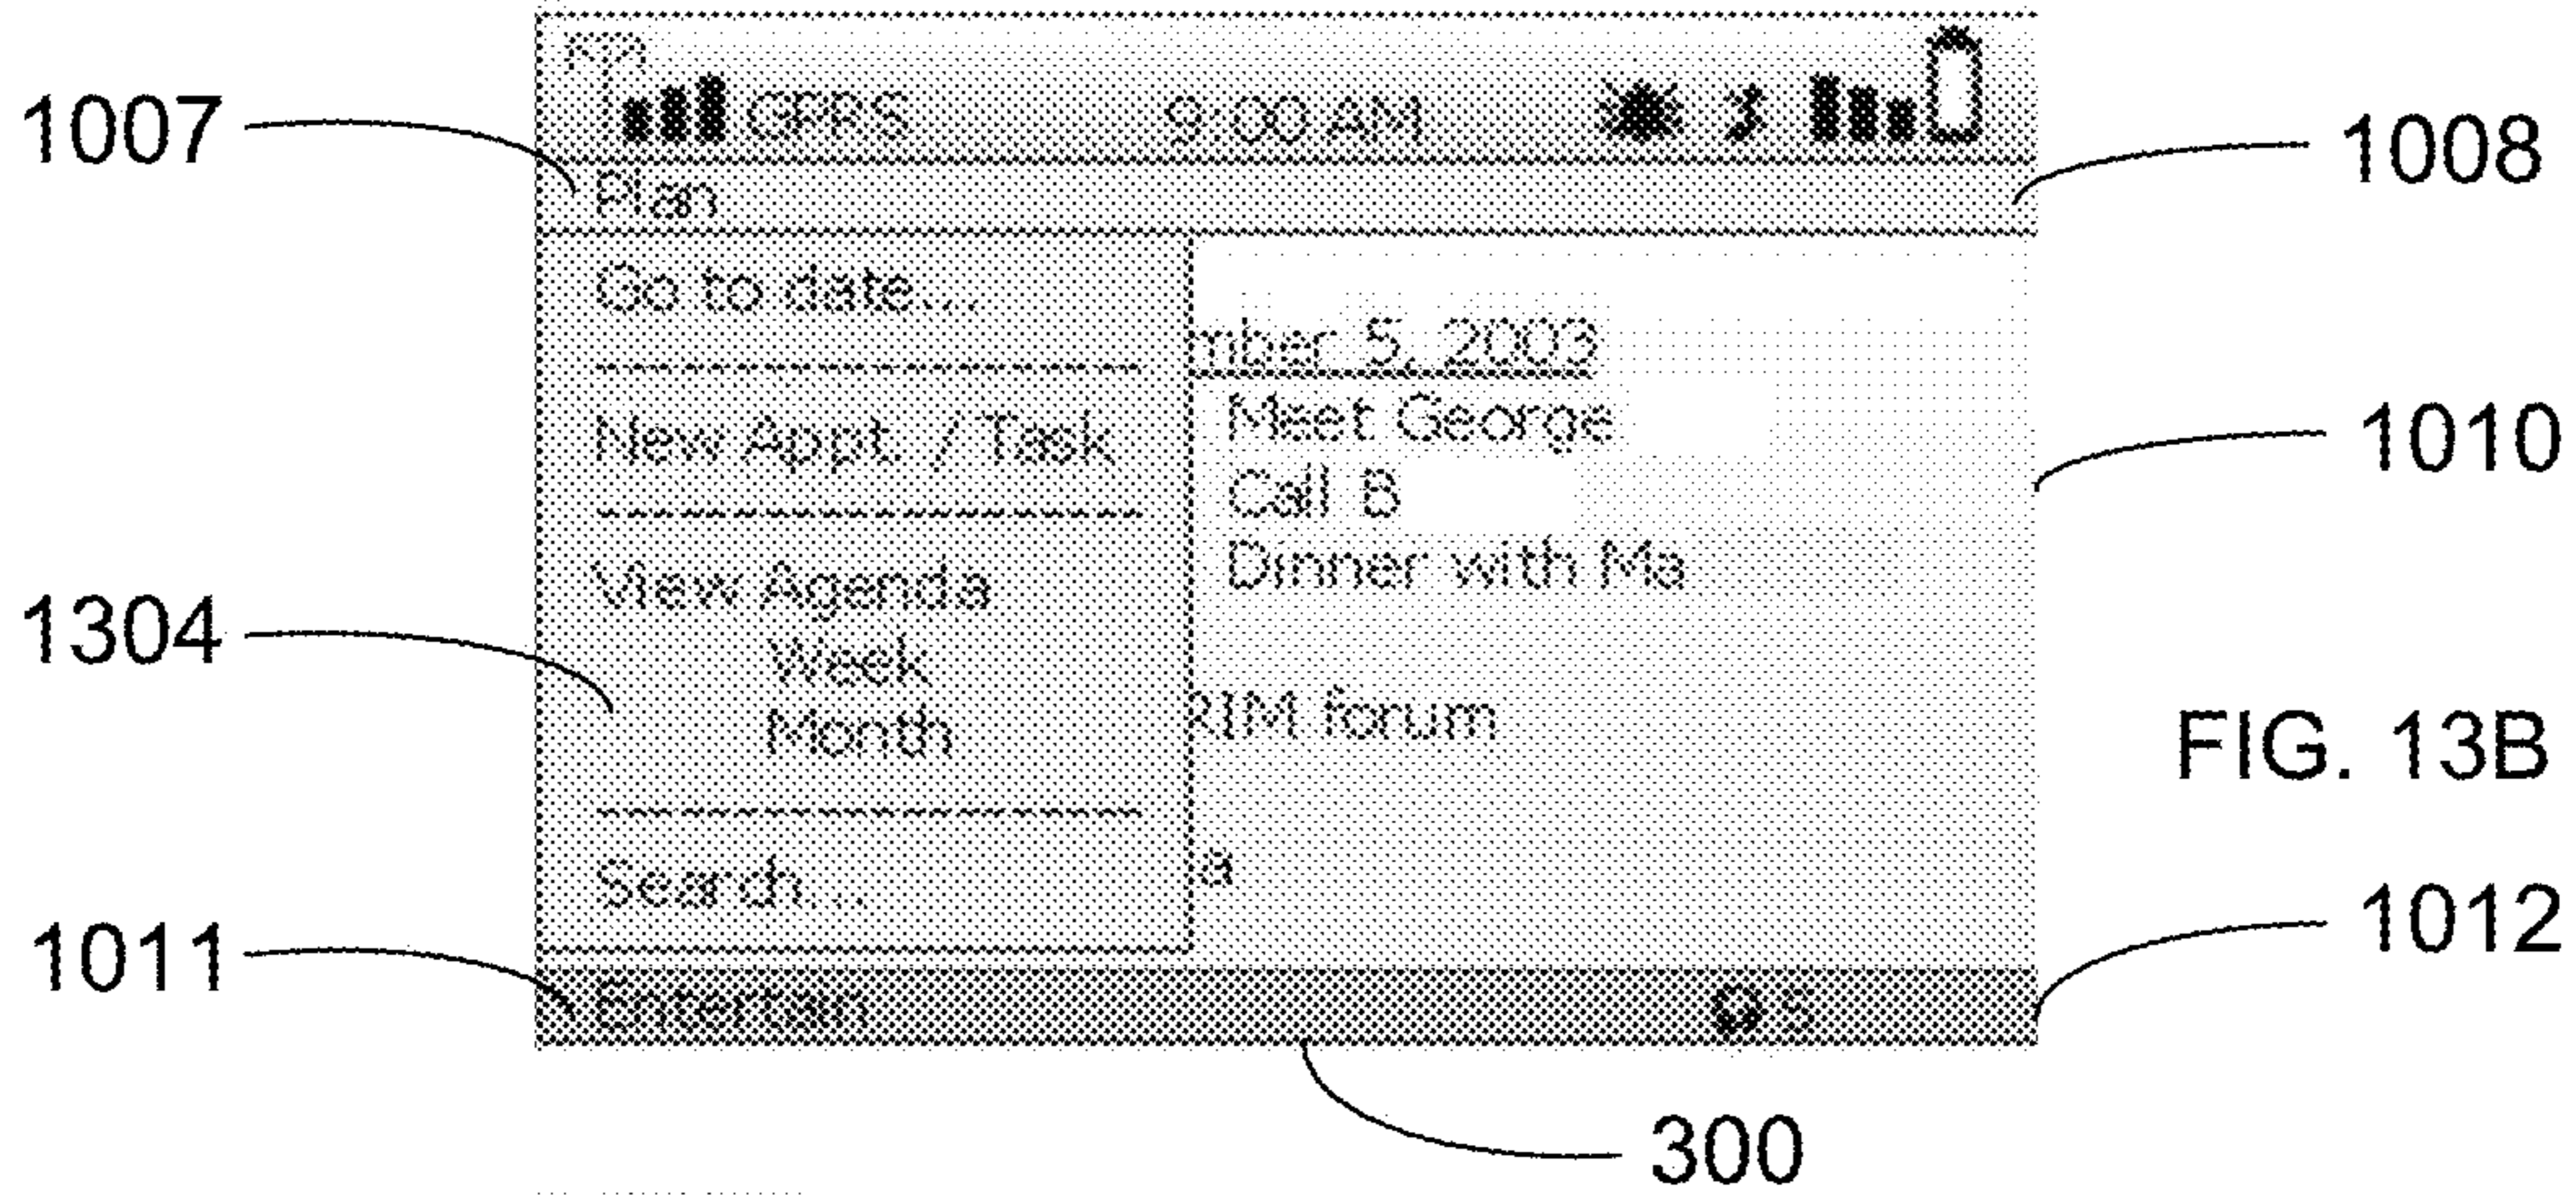 GPRS 9:00 AM
1007
1008
Plan
Go to date...
mber 5, 2003
New Appt. / Task
Meet George
1010
Call B
View Agenda
Dinner with Ma
1304
Week
Month
RIM forum
FIG. 13B
Search...
a
1011
1012
Entertain
S
300